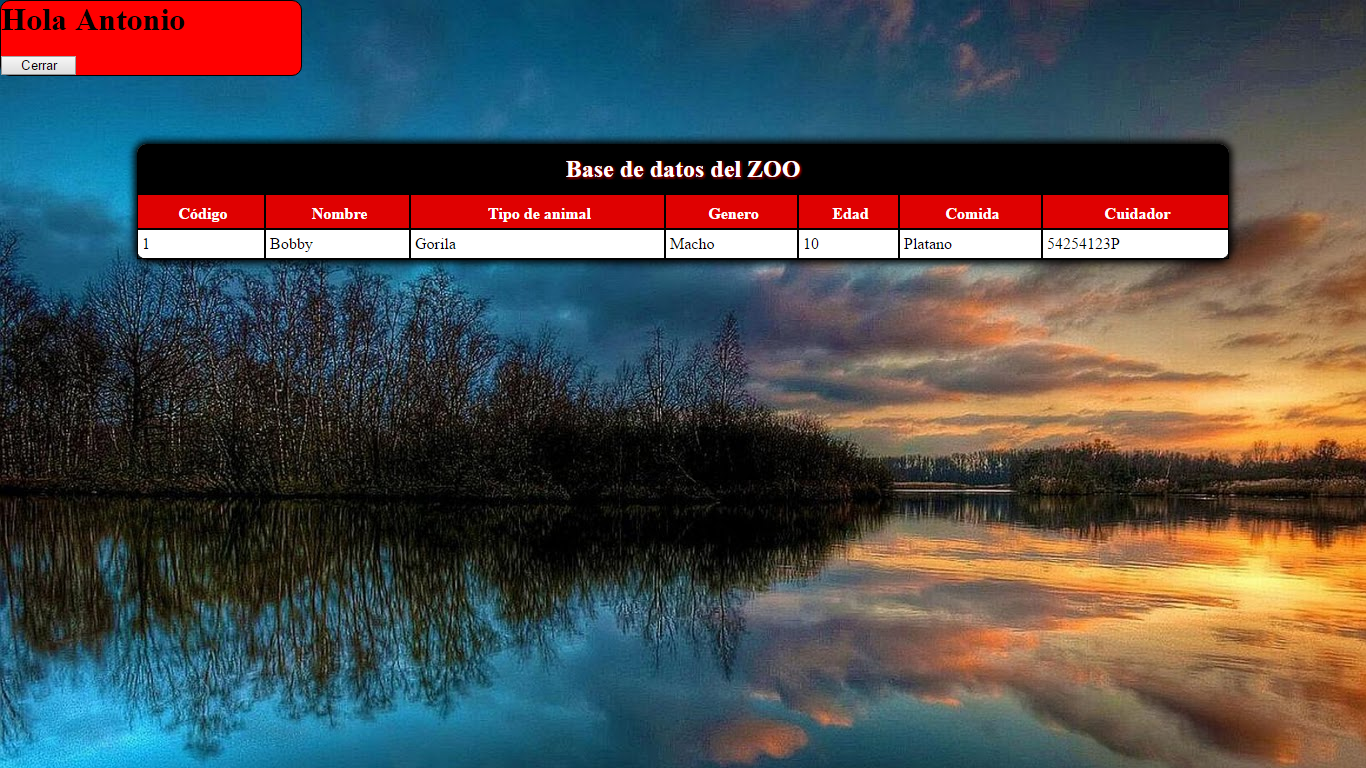 Hola Antonio
Cerrar
Base de datos del ZOO
Código Nombre Tipo de animal Genero Edad Comida Cuidador
1 Bobby Gorila Macho 10 Platano 54254123P